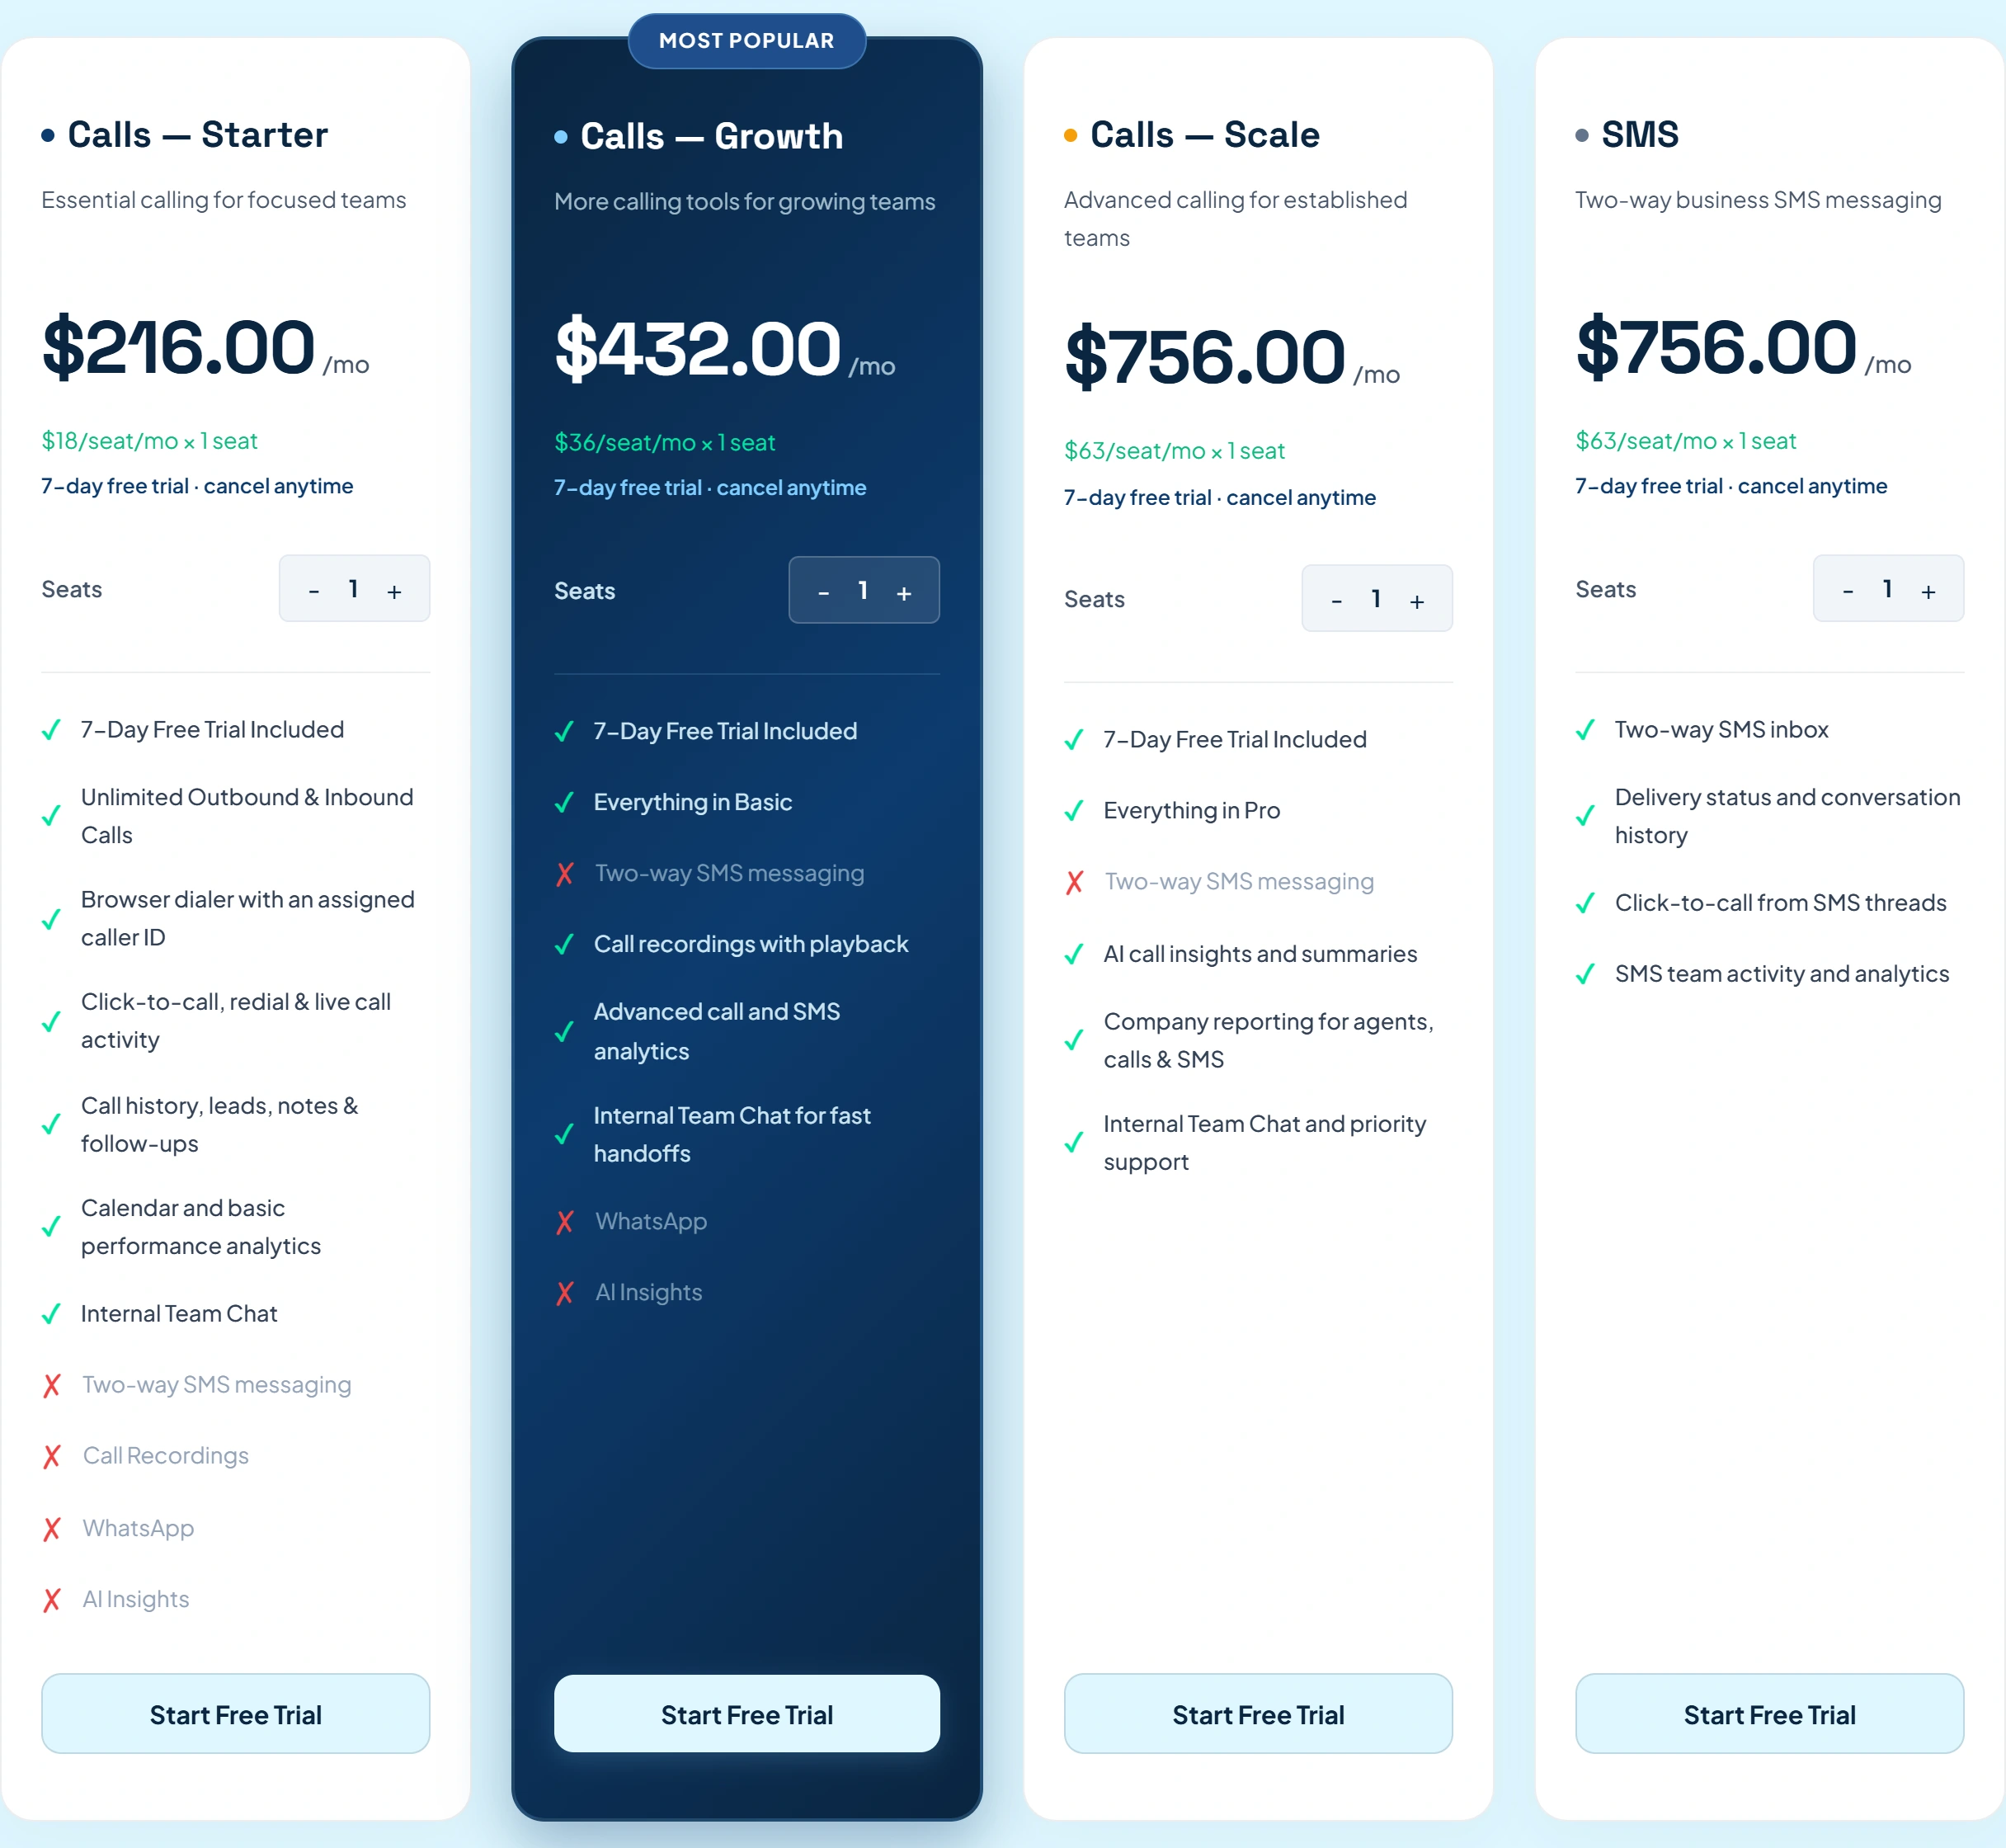 MOST POPULAR
Calls — Starter
Essential calling for focused teams
$216.00 /mo
$18/seat/mo × 1 seat
7-day free trial · cancel anytime
Seats
- 1 +
✓ 7-Day Free Trial Included
✓ Unlimited Outbound & Inbound
Calls
✓ Browser dialer with an assigned
caller ID
✓ Click-to-call, redial & live call
activity
✓ Call history, leads, notes &
follow-ups
✓ Calendar and basic
performance analytics
✓ Internal Team Chat
✗ Two-way SMS messaging
✗ Call Recordings
✗ WhatsApp
✗ AI Insights
Start Free Trial
Calls — Growth
More calling tools for growing teams
$432.00 /mo
$36/seat/mo × 1 seat
7-day free trial · cancel anytime
Seats
- 1 +
✓ 7-Day Free Trial Included
✓ Everything in Basic
✗ Two-way SMS messaging
✓ Call recordings with playback
✓ Advanced call and SMS
analytics
✓ Internal Team Chat for fast
handoffs
✗ WhatsApp
✗ AI Insights
Start Free Trial
Calls — Scale
Advanced calling for established
teams
$756.00 /mo
$63/seat/mo × 1 seat
7-day free trial · cancel anytime
Seats
- 1 +
✓ 7-Day Free Trial Included
✓ Everything in Pro
✗ Two-way SMS messaging
✓ AI call insights and summaries
✓ Company reporting for agents,
calls & SMS
✓ Internal Team Chat and priority
support
Start Free Trial
SMS
Two-way business SMS messaging
$756.00 /mo
$63/seat/mo × 1 seat
7-day free trial · cancel anytime
Seats
- 1 +
✓ Two-way SMS inbox
✓ Delivery status and conversation
history
✓ Click-to-call from SMS threads
✓ SMS team activity and analytics
Start Free Trial